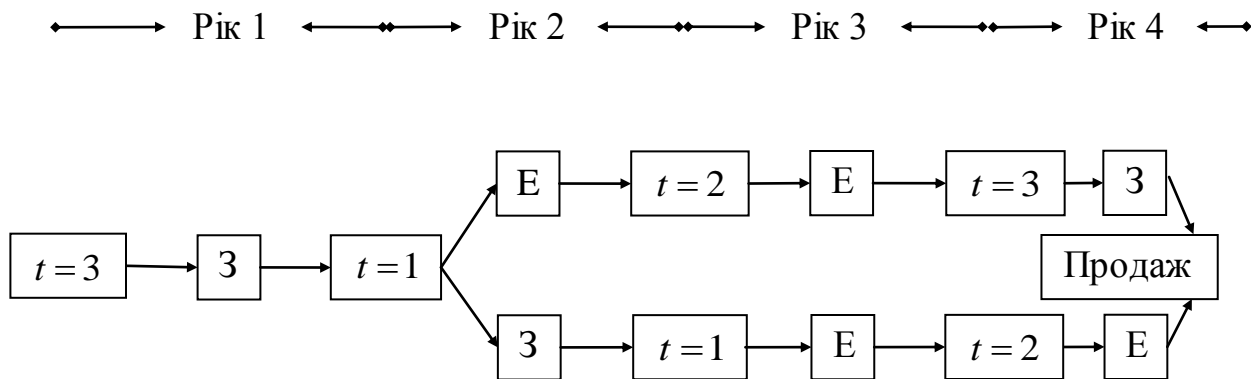 Рік 1 Рік 2 Рік 3 Рік 4
Е t = 2 Е t = 3 З
t = 3 З t = 1 Продаж
З t = 1 Е t = 2 Е